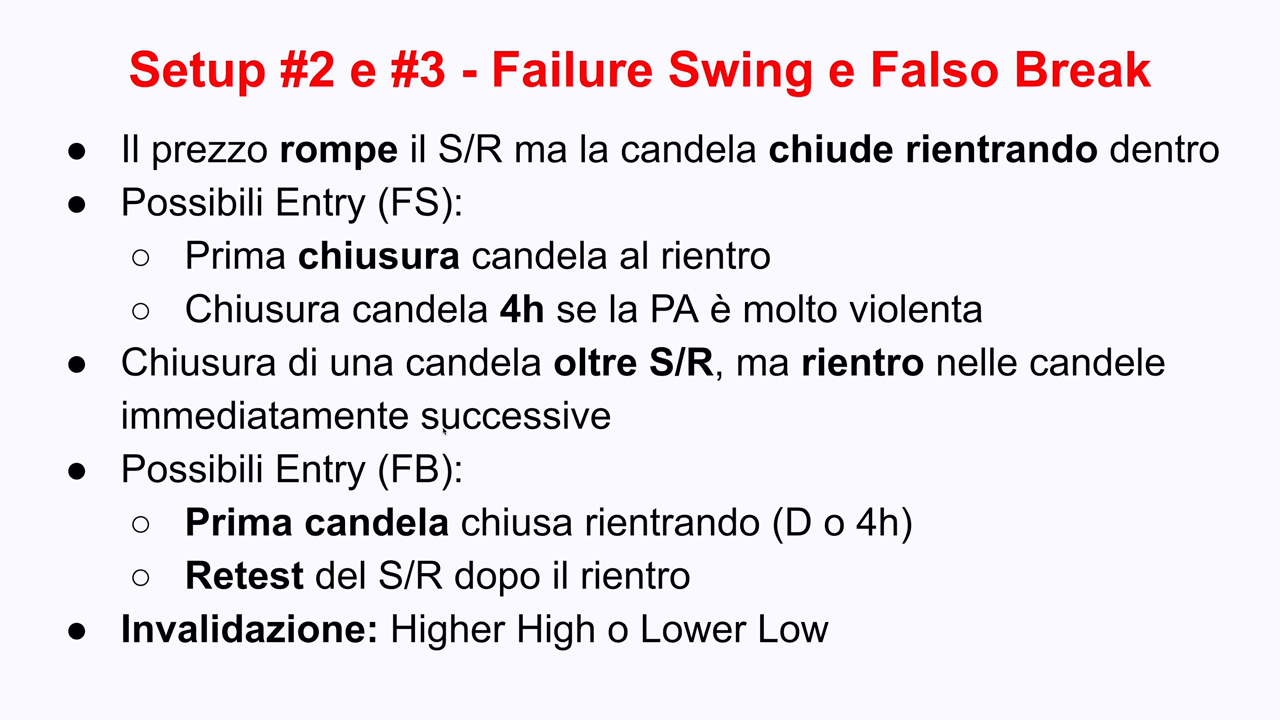 Setup #2 e #3 - Failure Swing e Falso Break
● Il prezzo rompe il S/R ma la candela chiude rientrando dentro
● Possibili Entry (FS):
○ Prima chiusura candela al rientro
○ Chiusura candela 4h se la PA è molto violenta
● Chiusura di una candela oltre S/R, ma rientro nelle candele
immediatamente successive
● Possibili Entry (FB):
○ Prima candela chiusa rientrando (D o 4h)
○ Retest del S/R dopo il rientro
● Invalidazione: Higher High o Lower Low